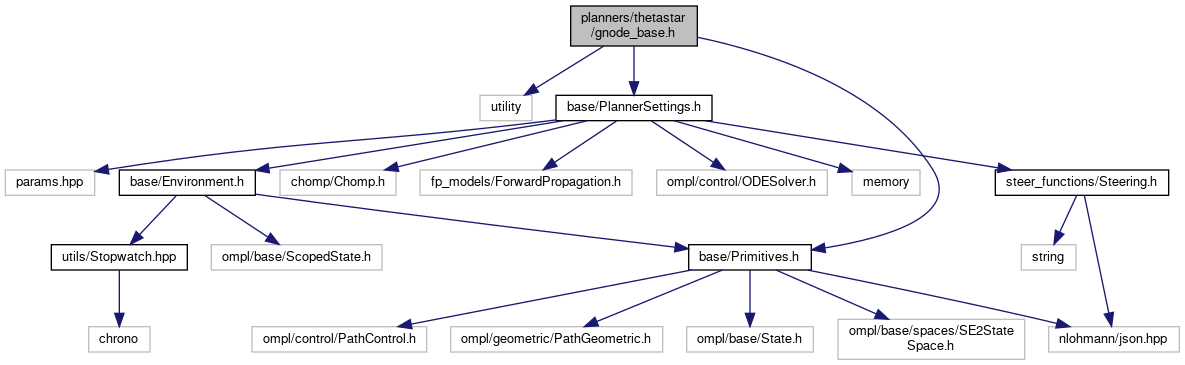 planners/thetastar
/gnode_base.h
utility
base/PlannerSettings.h
params.hpp
base/Environment.h
chomp/Chomp.h
fp_models/ForwardPropagation.h
ompl/control/ODESolver.h
memory
steer_functions/Steering.h
utils/Stopwatch.hpp
ompl/base/ScopedState.h
base/Primitives.h
string
chrono
ompl/control/PathControl.h
ompl/geometric/PathGeometric.h
ompl/base/State.h
ompl/base/spaces/SE2State
Space.h
nlohmann/json.hpp